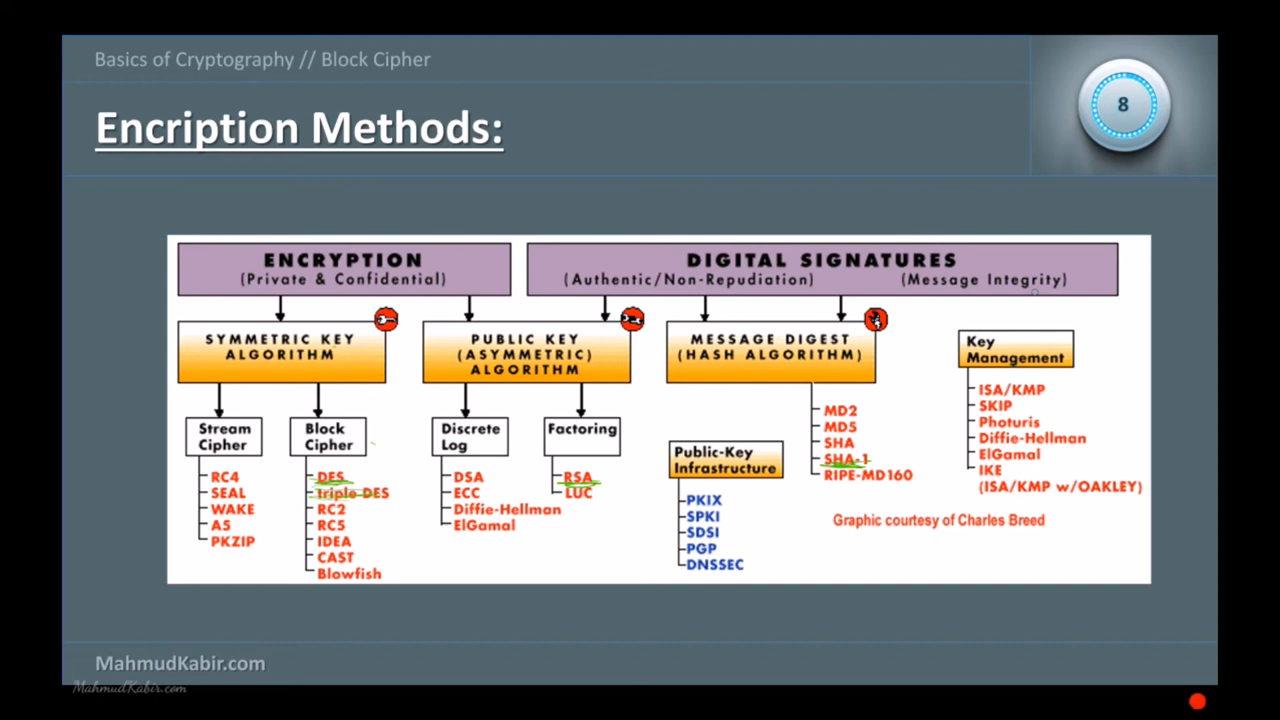 Basics of Cryptography // Block Cipher
8
Encription Methods:
ENCRYPTION
(Private & Confidential)
DIGITAL SIGNATURES
(Authentic/Non-Repudiation) (Message Integrity)
SYMMETRIC KEY
ALGORITHM
PUBLIC KEY
(ASYMMETRIC)
ALGORITHM
MESSAGE DIGEST
(HASH ALGORITHM)
Key
Management
Stream
Cipher
RC4
SEAL
WAKE
A5
PKZIP
Block
Cipher
DES
triple-DES
RC2
RC5
IDEA
CAST
Blowfish
Discrete
Log
DSA
ECC
Diffie-Hellman
ElGamal
Factoring
RSA
LUC
Public-Key
Infrastructure
PKIX
SPKI
SDSI
PGP
DNSSEC
MD2
MD5
SHA
SHA-1
RIPE-MD160
ISA/KMP
SKIP
Photuris
Diffie-Hellman
ElGamal
IKE
(ISA/KMP w/OAKLEY)
Graphic courtesy of Charles Breed
MahmudKabir.com
MahmudKabir.com